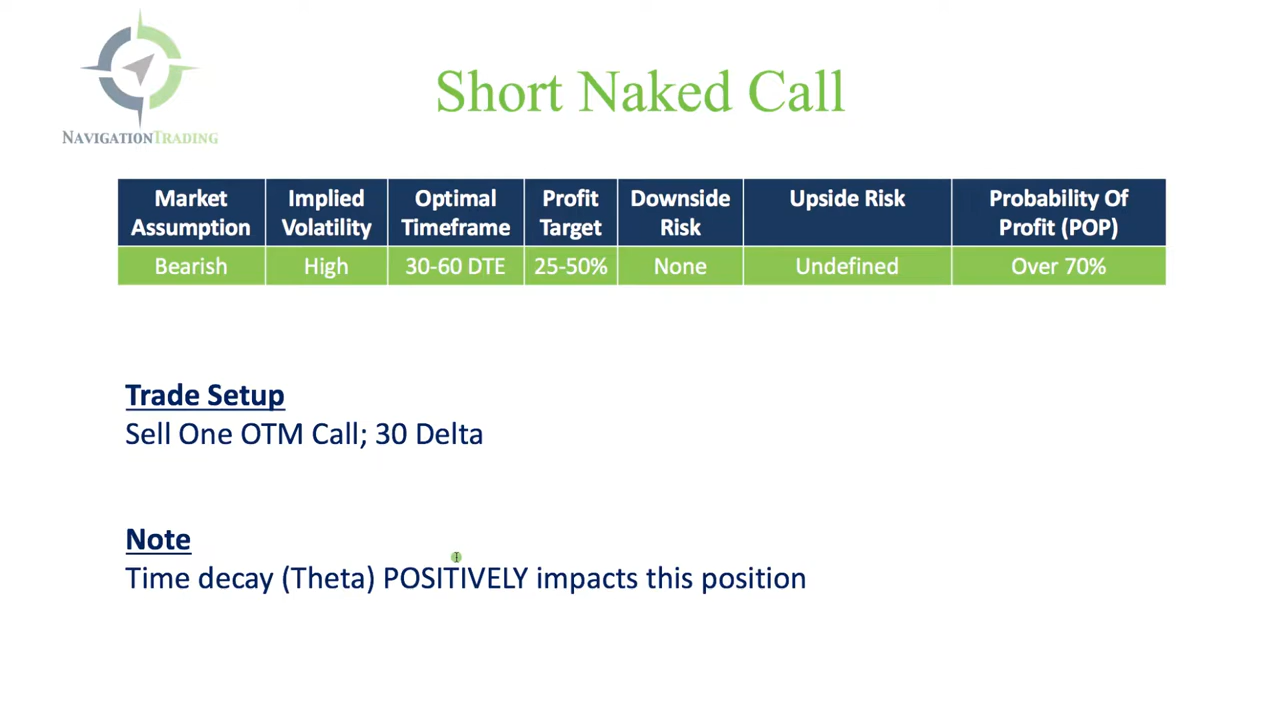 NAVIGATIONTRADING
Short Naked Call
Market Assumption
Implied Volatility
Optimal Timeframe
Profit Target
Downside Risk
Upside Risk
Probability Of Profit (POP)
Bearish
High
30-60 DTE
25-50%
None
Undefined
Over 70%
Trade Setup
Sell One OTM Call; 30 Delta
Note
Time decay (Theta) POSITIVELY impacts this position